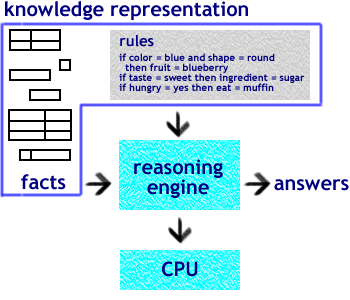 knowledge representation
rules
if color = blue and shape = round
then fruit = blueberry
if taste = sweet then ingredient = sugar
if hungry = yes then eat = muffin
facts
reasoning
engine
answers
CPU